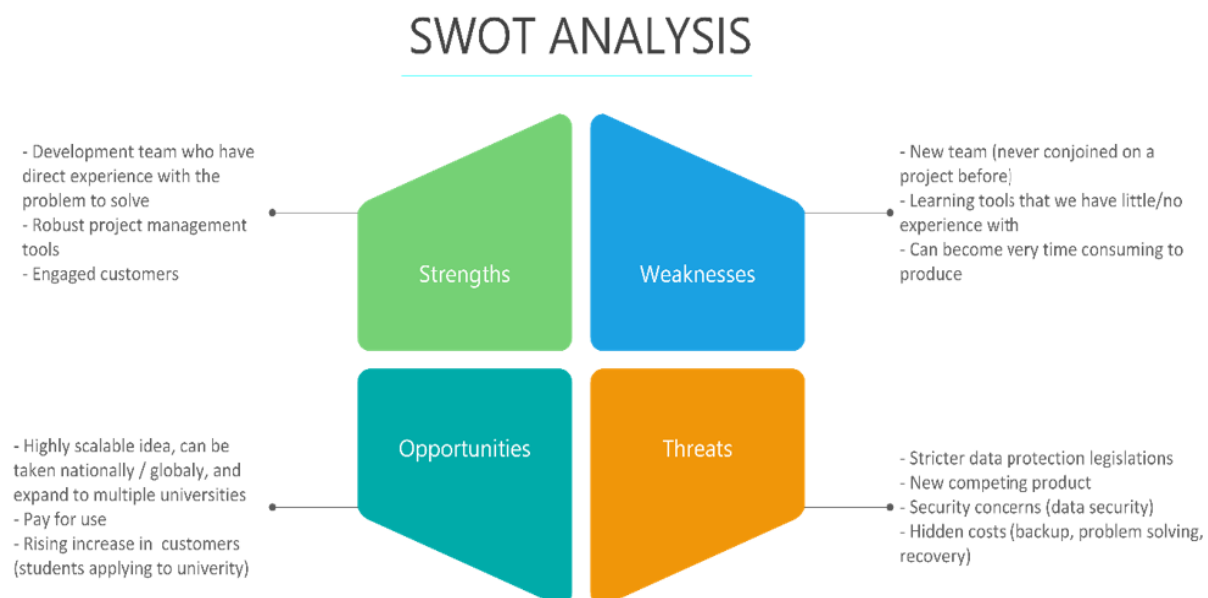 SWOT ANALYSIS
- Development team who have
direct experience with the
problem to solve
- Robust project management
tools
- Engaged customers
Strengths
Weaknesses
- New team (never conjoined on a
project before)
- Learning tools that we have little/no
experience with
- Can become very time consuming to
produce
- Highly scalable idea, can be
taken nationally / globaly, and
expand to multiple universities
- Pay for use
- Rising increase in customers
(students applying to univerity)
Opportunities
Threats
- Stricter data protection legislations
- New competing product
- Security concerns (data security)
- Hidden costs (backup, problem solving,
recovery)